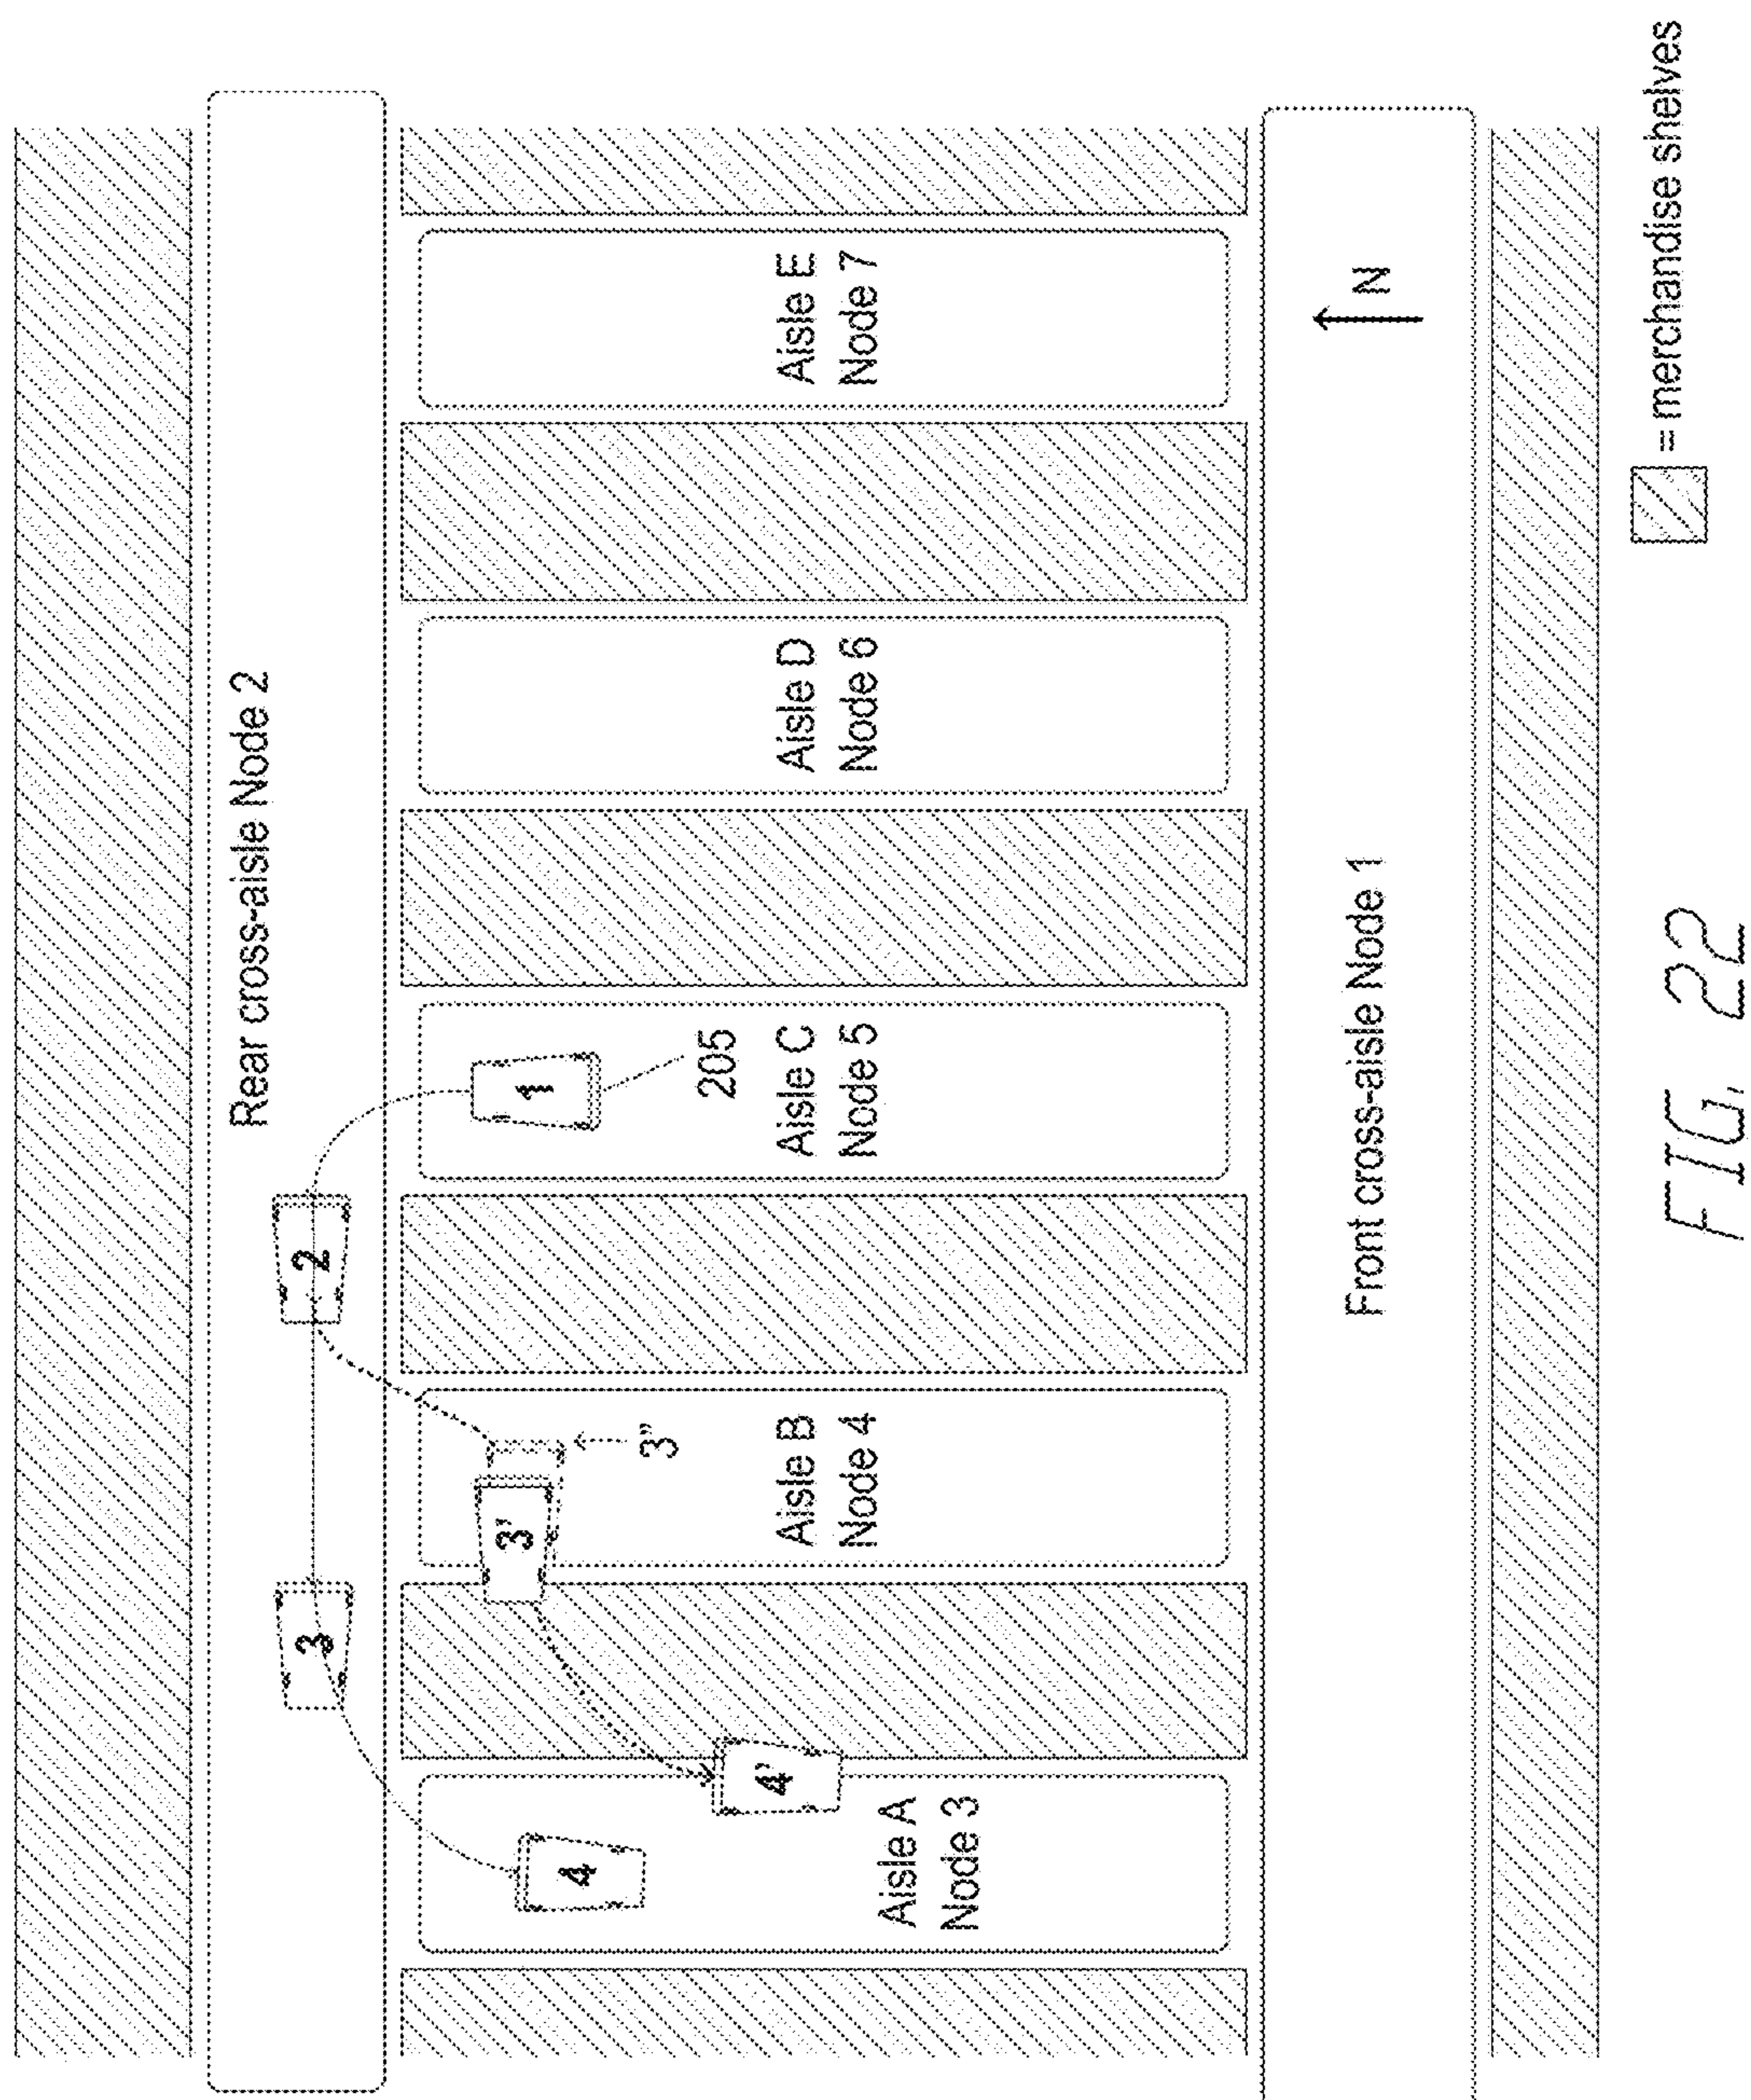 Rear cross-aisle Node 2
2
3
1
205
3'
3"
4
4'
Aisle A
Node 3
Aisle B
Node 4
Aisle C
Node 5
Aisle D
Node 6
Aisle E
Node 7
Front cross-aisle Node 1
N
= merchandise shelves
FIG. 22